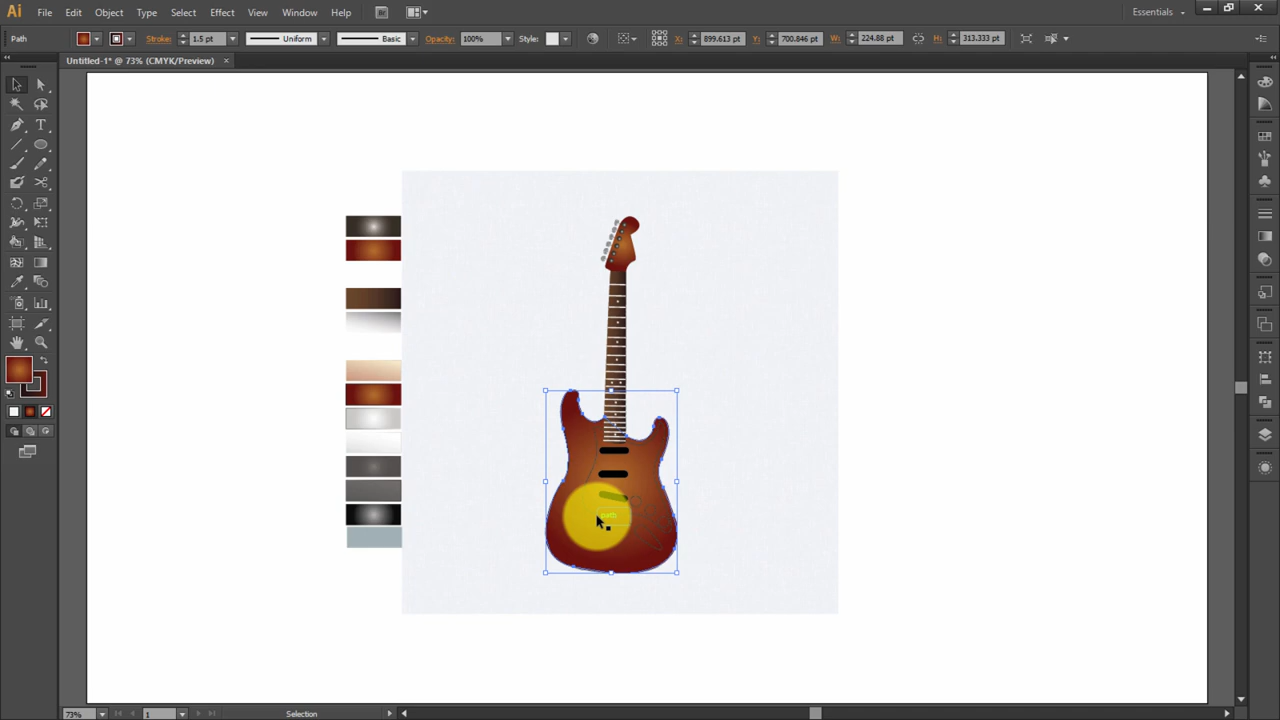 Ai File Edit Object Type Select Effect View Window Help Br Essentials
Path Stroke: 1.5 pt Uniform Basic Opacity: 100% Style: X: 899.613 pt Y: 700.846 pt W: 224.88 pt H: 313.333 pt
Untitled-1* @ 73% (CMYK/Preview)
path
73% 1 Selection